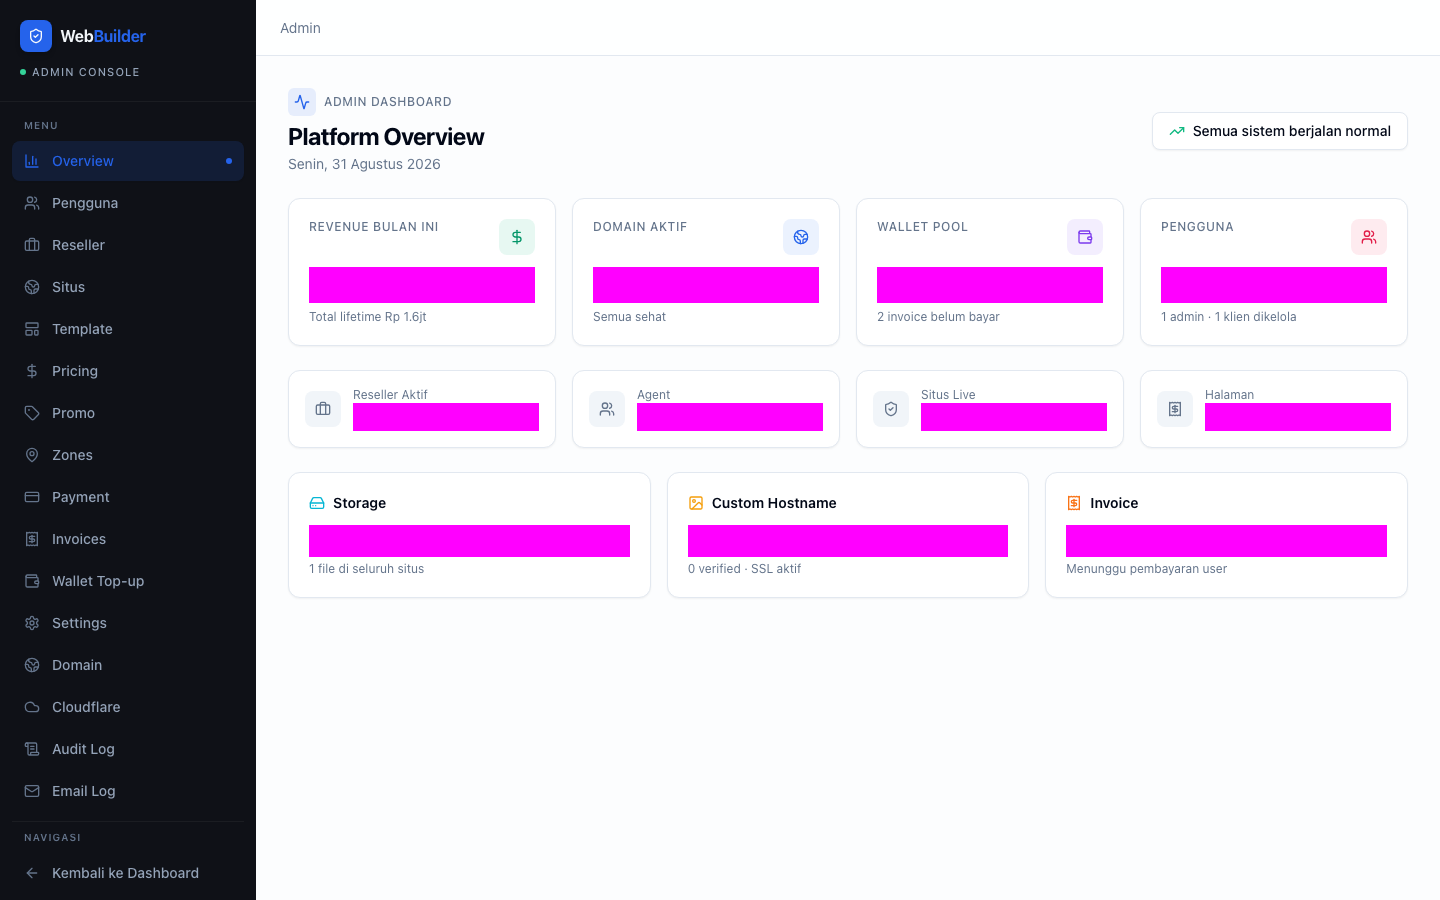 WebBuilder
ADMIN CONSOLE
MENU
Overview
Pengguna
Reseller
Situs
Template
Pricing
Promo
Zones
Payment
Invoices
Wallet Top-up
Settings
Domain
Cloudflare
Audit Log
Email Log
NAVIGASI
Kembali ke Dashboard
Admin
ADMIN DASHBOARD
Platform Overview
Senin, 31 Agustus 2026
Semua sistem berjalan normal
REVENUE BULAN INI
Total lifetime Rp 1.6jt
DOMAIN AKTIF
Semua sehat
WALLET POOL
2 invoice belum bayar
PENGGUNA
1 admin · 1 klien dikelola
Reseller Aktif
Agent
Situs Live
Halaman
Storage
1 file di seluruh situs
Custom Hostname
0 verified · SSL aktif
Invoice
Menunggu pembayaran user